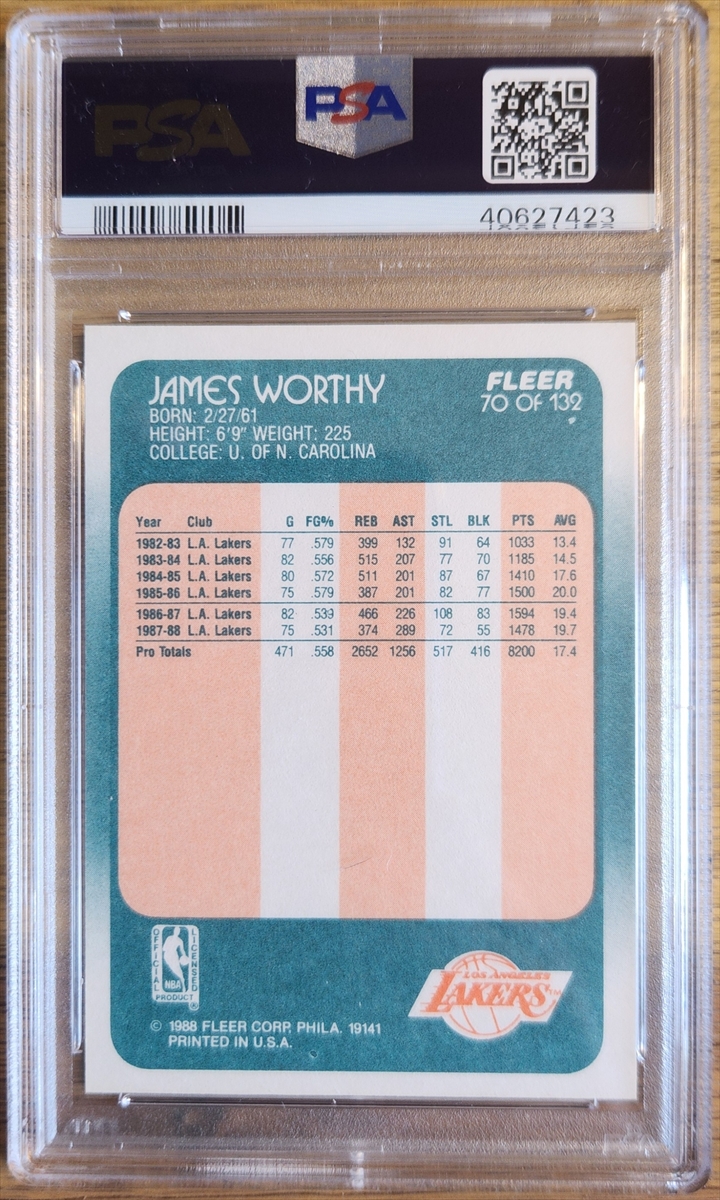 PSA
PSA
40627423
JAMES WORTHY
FLEER
70 OF 132
BORN: 2/27/61
HEIGHT: 6'9" WEIGHT: 225
COLLEGE: U. OF N. CAROLINA
Year Club G FG% REB AST STL BLK PTS AVG
1982-83 L.A. Lakers 77 .579 399 132 91 64 1033 13.4
1983-84 L.A. Lakers 82 .556 515 207 77 70 1185 14.5
1984-85 L.A. Lakers 80 .572 511 201 87 67 1410 17.6
1985-86 L.A. Lakers 75 .579 387 201 82 77 1500 20.0
1986-87 L.A. Lakers 82 .539 466 226 108 83 1594 19.4
1987-88 L.A. Lakers 75 .531 374 289 72 55 1478 19.7
Pro Totals 471 .558 2652 1256 517 416 8200 17.4
OFFICIAL LICENSED
NBA
PRODUCT ®
LOS ANGELES
LAKERS™
© 1988 FLEER CORP. PHILA. 19141
PRINTED IN U.S.A.